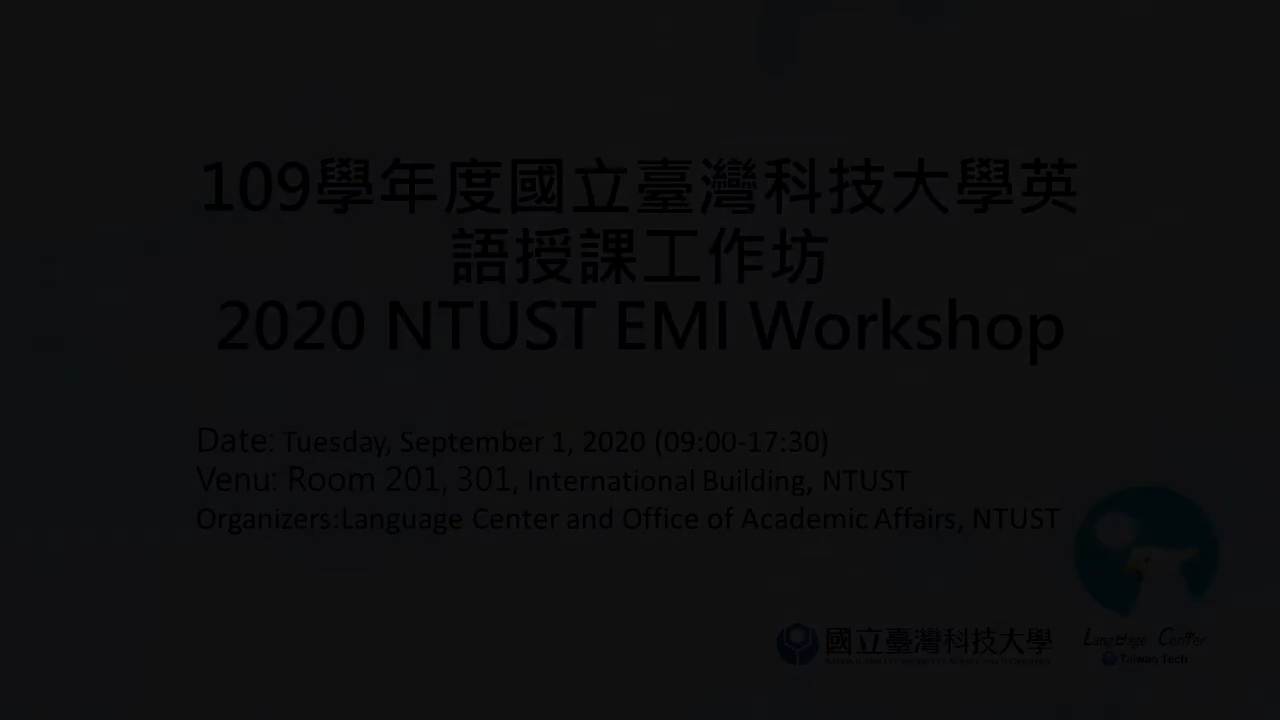 109學年度國立臺灣科技大學英
語授課工作坊
2020 NTUST EMI Workshop
Date: Tuesday, September 1, 2020 (09:00-17:30)
Venu: Room 201, 301, International Building, NTUST
Organizers:Language Center and Office of Academic Affairs, NTUST
國立臺灣科技大學
Language Center
Taiwan Tech